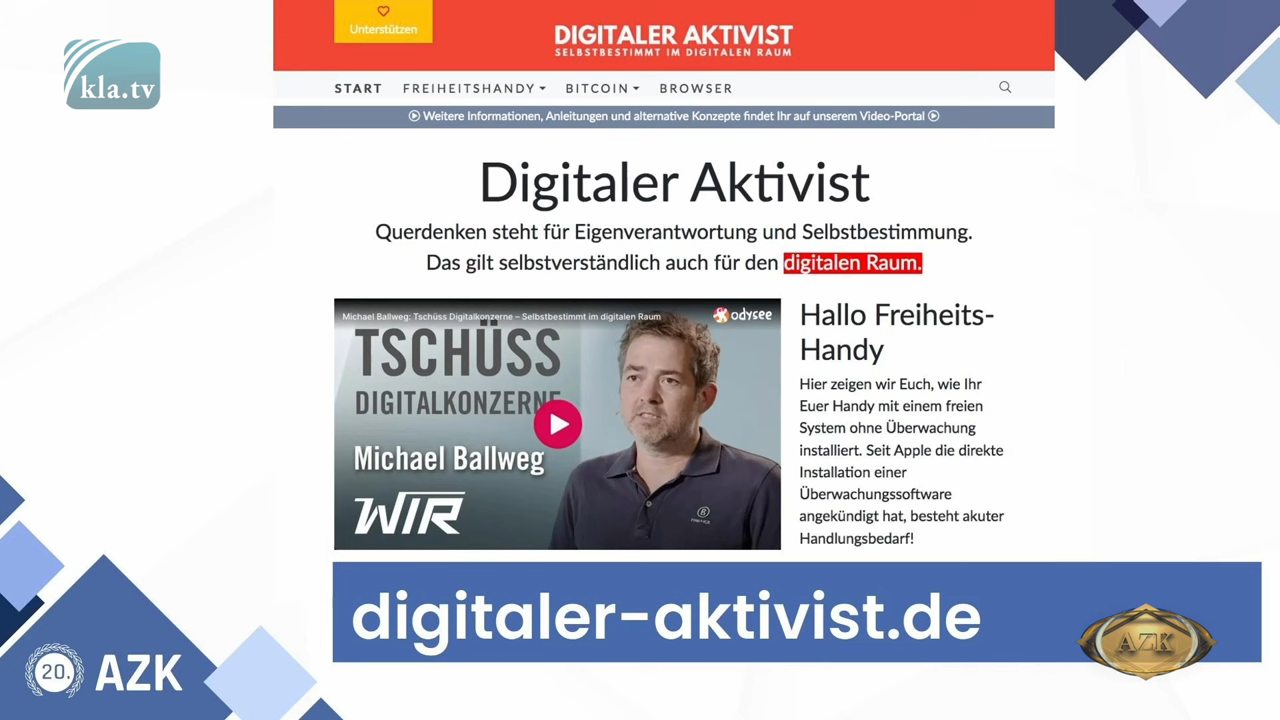 kla.tv
Unterstützen
DIGITALER AKTIVIST
SELBSTBESTIMMT IM DIGITALEN RAUM
START FREIHEITSHANDY BITCOIN BROWSER
Weitere Informationen, Anleitungen und alternative Konzepte findet Ihr auf unserem Video-Portal
Digitaler Aktivist
Querdenken steht für Eigenverantwortung und Selbstbestimmung.
Das gilt selbstverständlich auch für den digitalen Raum.
Michael Ballweg: Tschüss Digitalkonzerne – Selbstbestimmt im digitalen Raum
odysee
TSCHÜSS
DIGITALKONZERNE
Michael Ballweg
WIR
Hallo Freiheits-
Handy
Hier zeigen wir Euch, wie Ihr
Euer Handy mit einem freien
System ohne Überwachung
installiert. Seit Apple die direkte
Installation einer
Überwachungssoftware
angekündigt hat, besteht akuter
Handlungsbedarf!
digitaler-aktivist.de
20. AZK
AZK